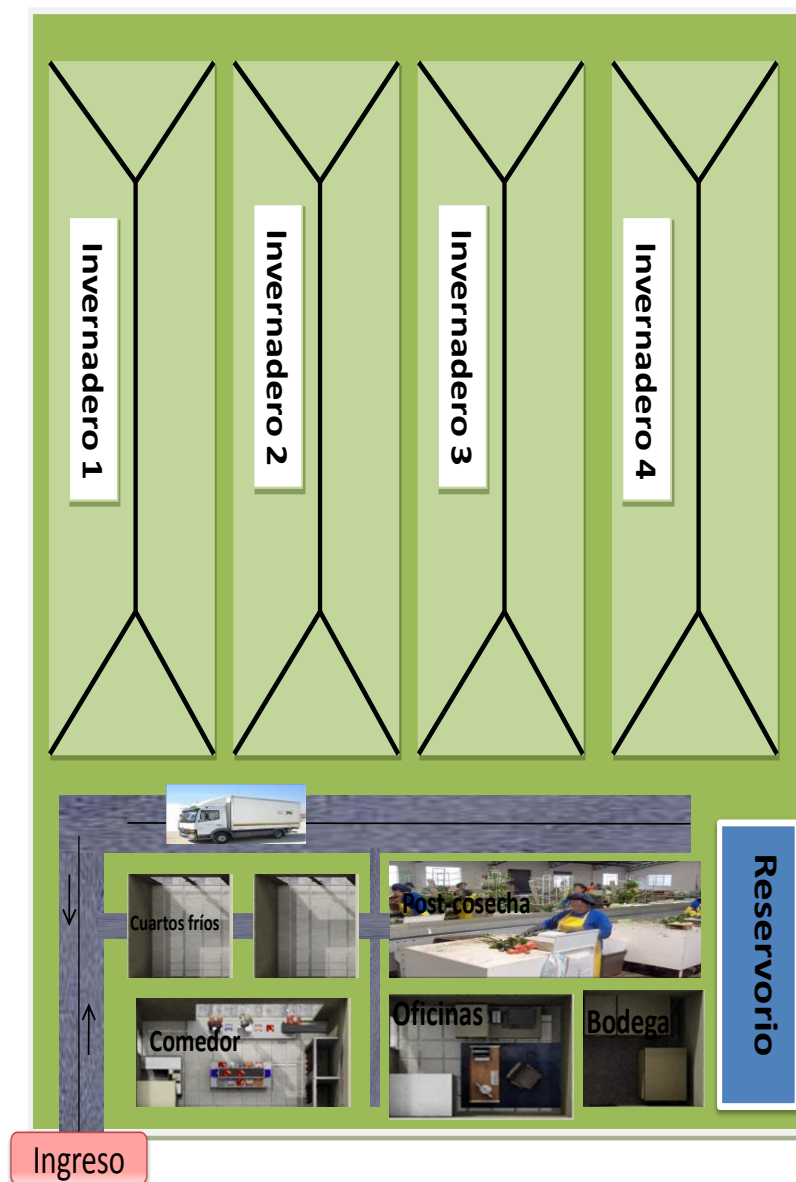 Invernadero 1
Invernadero 2
Invernadero 3
Invernadero 4
Cuartos fríos
Post-cosecha
Comedor
Oficinas
Bodega
Reservorio
Ingreso